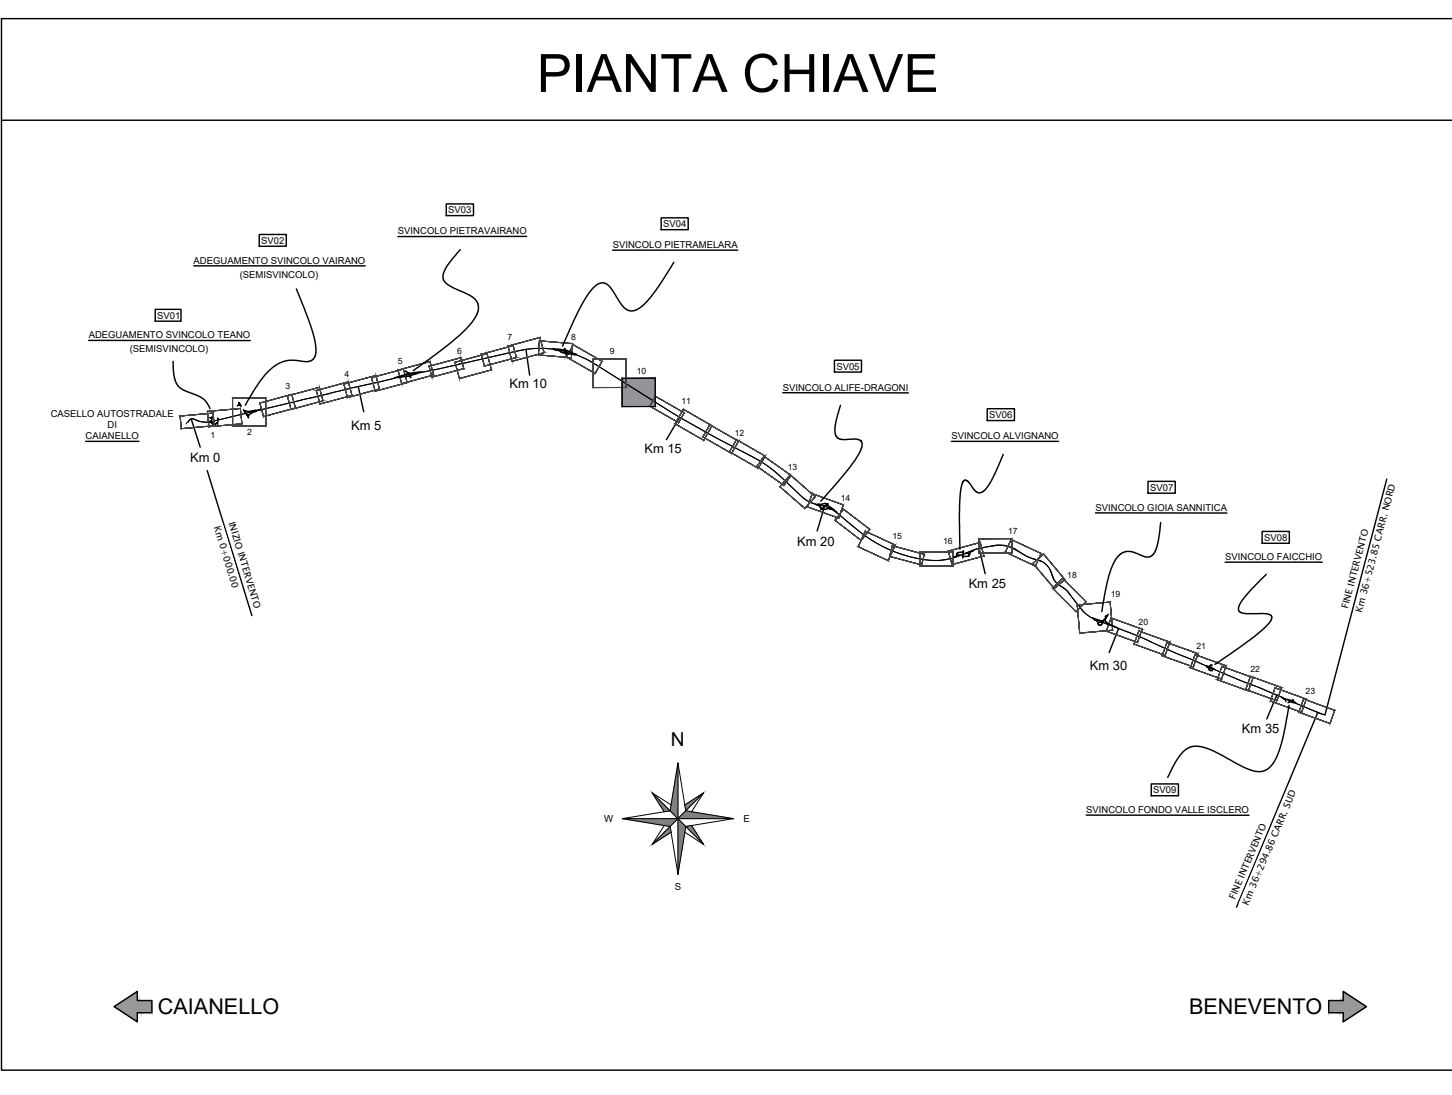 PIANTA CHIAVE
SV03
SVINCOLO PIETRAVAIRANO
SV04
SVINCOLO PIETRAMELARA
SV02
ADEGUAMENTO SVINCOLO VAIRANO
(SEMISVINCOLO)
SV01
ADEGUAMENTO SVINCOLO TEANO
(SEMISVINCOLO)
CASELLO AUTOSTRADALE
DI
CAIANELLO
SV05
SVINCOLO ALIFE-DRAGONI
SV06
SVINCOLO ALVIGNANO
SV07
SVINCOLO GIOIA SANNITICA
SV08
SVINCOLO FAICCHIO
SV09
SVINCOLO FONDO VALLE ISCLERO
1
2
3
4
5
6
7
8
9
10
11
12
13
14
15
16
17
18
19
20
21
22
23
Km 0
Km 5
Km 10
Km 15
Km 20
Km 25
Km 30
Km 35
INIZIO INTERVENTO
Km 0+000.00
FINE INTERVENTO
Km 36+523.85 CARR. NORD
FINE INTERVENTO
Km 36+294.86 CARR. SUD
N
W
E
S
CAIANELLO
BENEVENTO